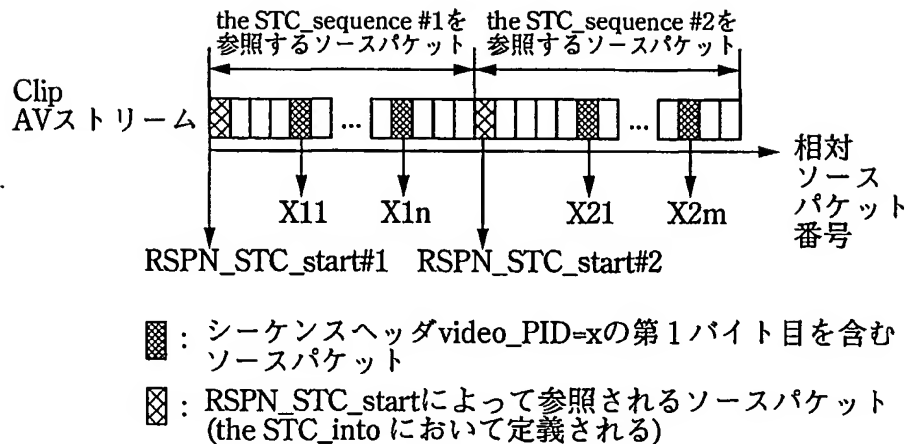 the STC_sequence #1を
参照するソースパケット
the STC_sequence #2を
参照するソースパケット
Clip
AVストリーム
...
...
相対
ソース
パケット
番号
X11
X1n
X21
X2m
RSPN_STC_start#1
RSPN_STC_start#2
: シーケンスヘッダvideo_PID=xの第1バイト目を含む
ソースパケット
: RSPN_STC_startによって参照されるソースパケット
(the STC_into において定義される)